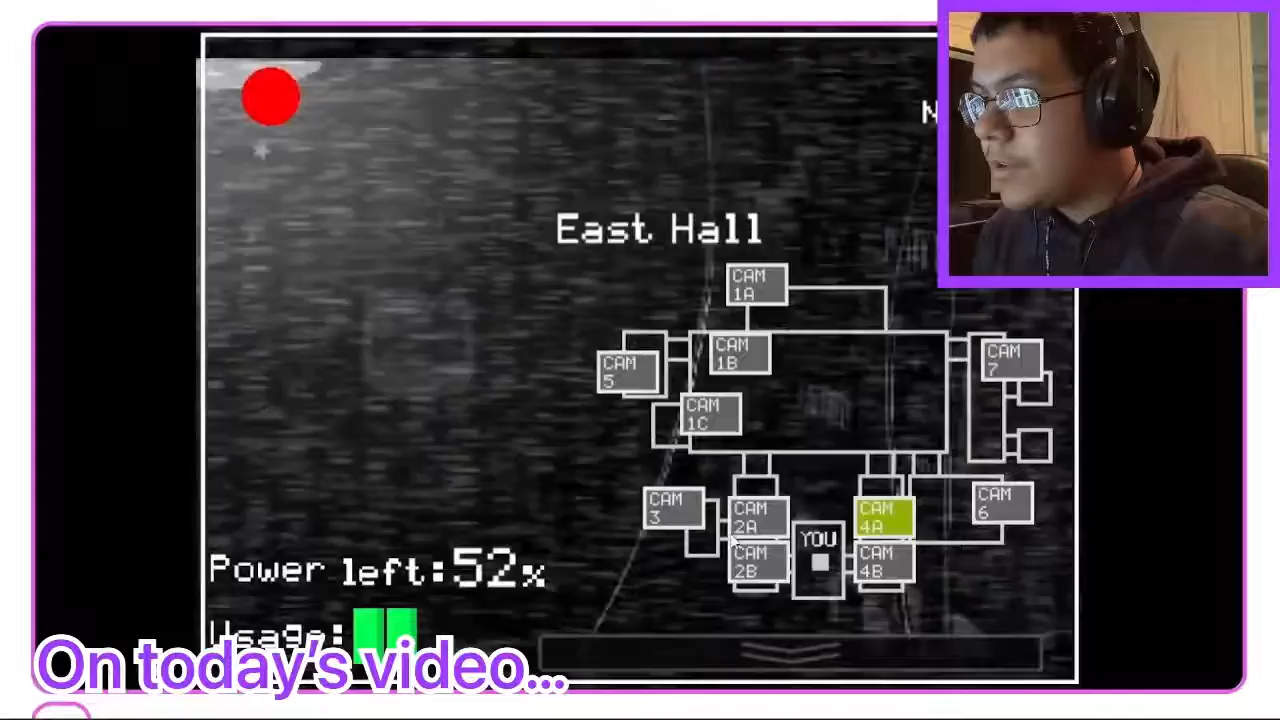 N
East Hall
CAM
1A
CAM
1B
CAM
5
CAM
7
CAM
1C
CAM
3
CAM
2A
CAM
4A
CAM
6
YOU
CAM
2B
CAM
4B
Power left:52%
Usage:
On today's video...